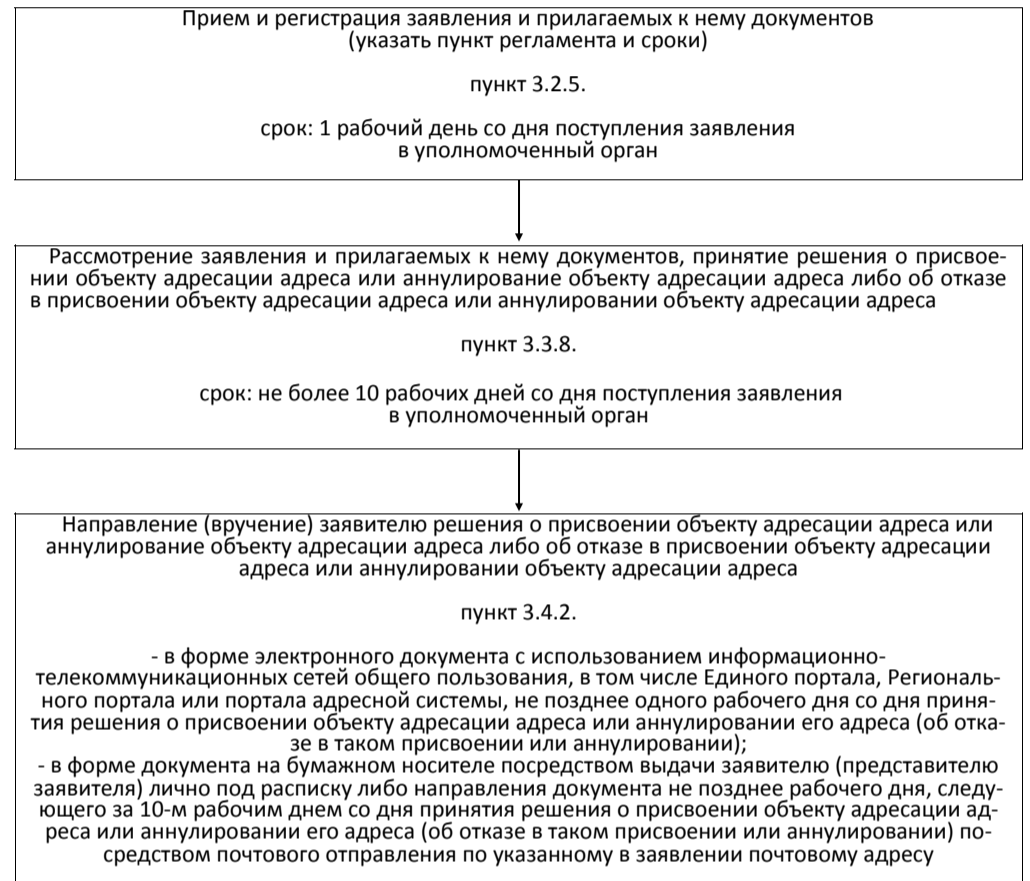 Прием и регистрация заявления и прилагаемых к нему документов
(указать пункт регламента и сроки)
пункт 3.2.5.
срок: 1 рабочий день со дня поступления заявления
в уполномоченный орган
Рассмотрение заявления и прилагаемых к нему документов, принятие решения о присвое-
нии объекту адресации адреса или аннулирование объекту адресации адреса либо об отказе
в присвоении объекту адресации адреса или аннулировании объекту адресации адреса
пункт 3.3.8.
срок: не более 10 рабочих дней со дня поступления заявления
в уполномоченный орган
Направление (вручение) заявителю решения о присвоении объекту адресации адреса или
аннулирование объекту адресации адреса либо об отказе в присвоении объекту адресации
адреса или аннулировании объекту адресации адреса
пункт 3.4.2.
- в форме электронного документа с использованием информационно-
телекоммуникационных сетей общего пользования, в том числе Единого портала, Региональ-
ного портала или портала адресной системы, не позднее одного рабочего дня со дня приня-
тия решения о присвоении объекту адресации адреса или аннулировании его адреса (об отка-
зе в таком присвоении или аннулировании);
- в форме документа на бумажном носителе посредством выдачи заявителю (представителю
заявителя) лично под расписку либо направления документа не позднее рабочего дня, следу-
ющего за 10-м рабочим днем со дня принятия решения о присвоении объекту адресации ад-
реса или аннулировании его адреса (об отказе в таком присвоении или аннулировании) по-
средством почтового отправления по указанному в заявлении почтовому адресу